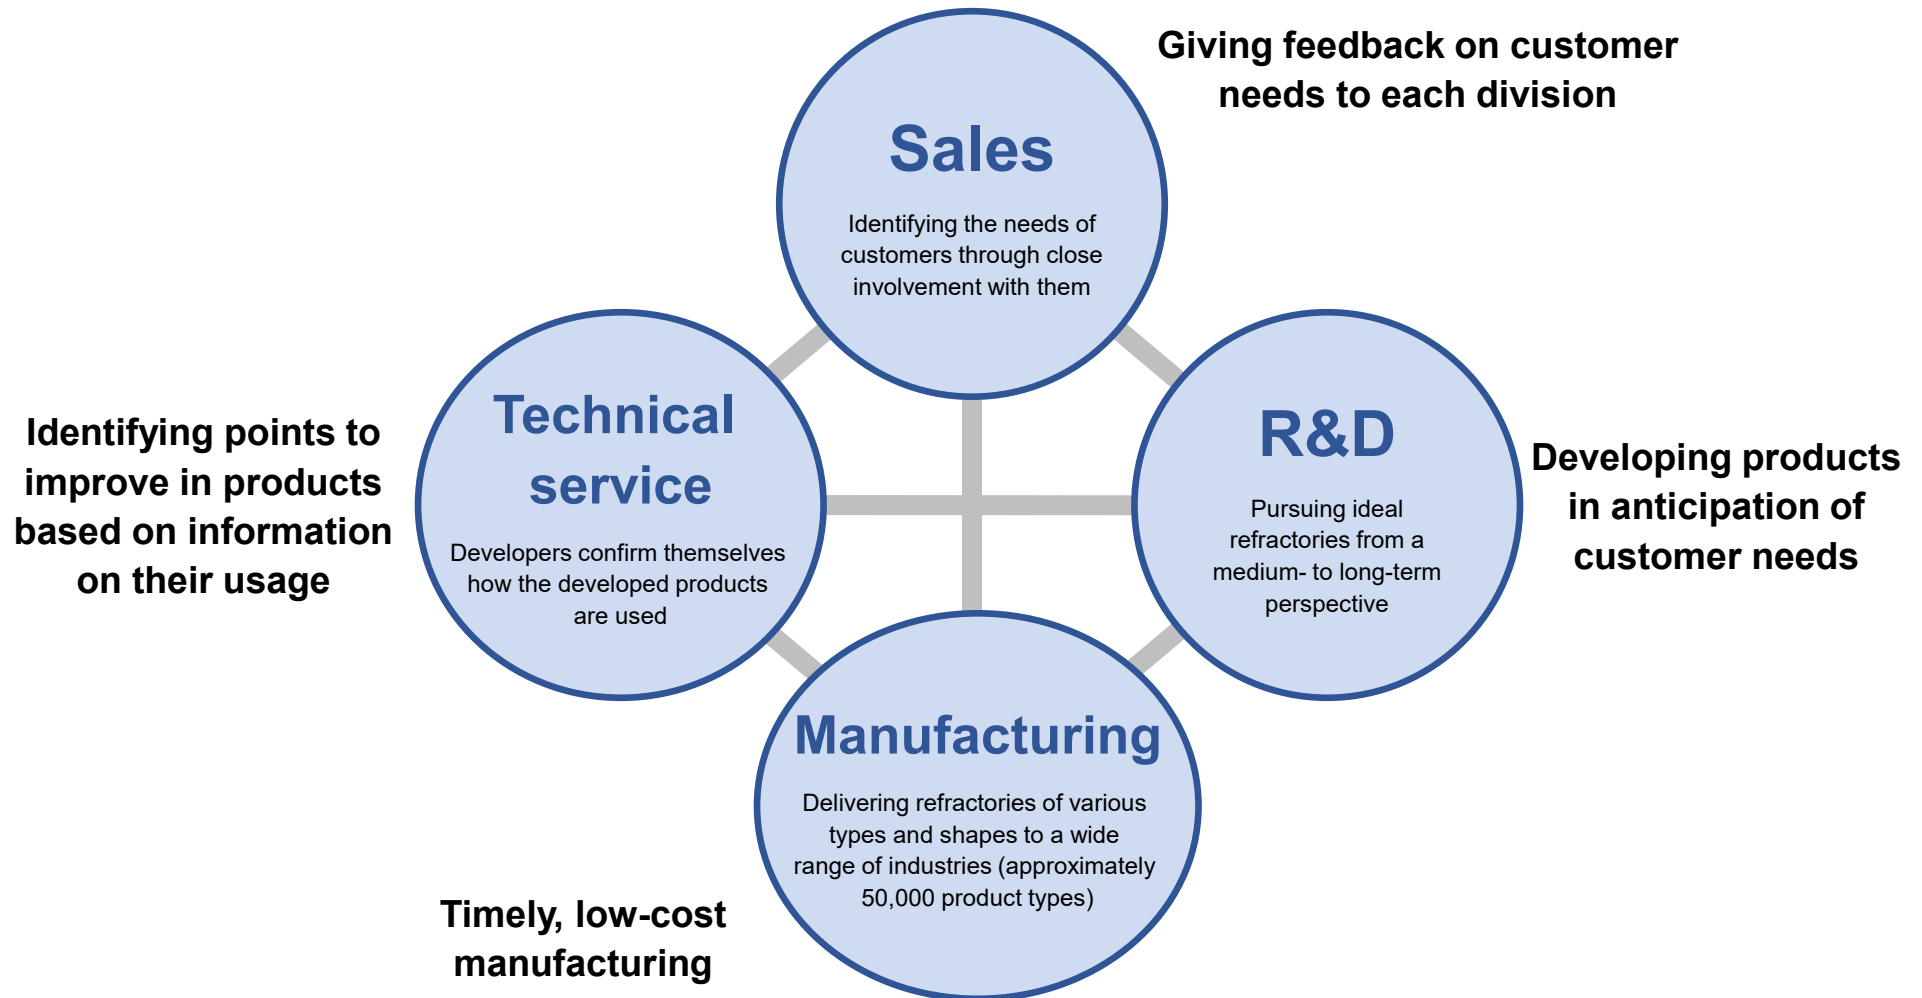 Giving feedback on customer
needs to each division
Sales
Identifying the needs of
customers through close
involvement with them
Technical
service
Developers confirm themselves
how the developed products
are used
Identifying points to
improve in products
based on information
on their usage
R&D
Pursuing ideal
refractories from a
medium- to long-term
perspective
Developing products
in anticipation of
customer needs
Manufacturing
Delivering refractories of various
types and shapes to a wide
range of industries (approximately
50,000 product types)
Timely, low-cost
manufacturing